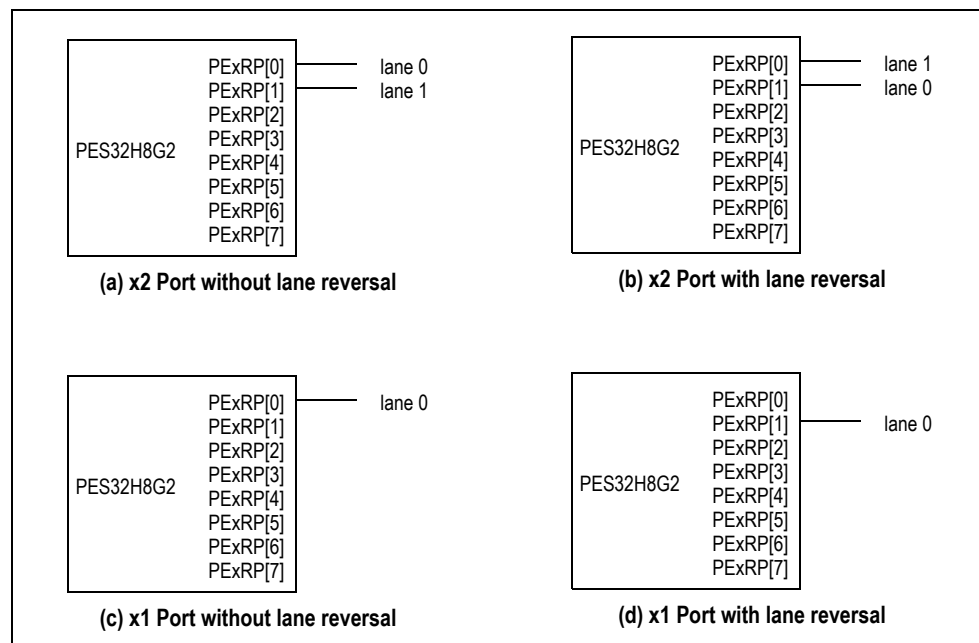 PES32H8G2
PExRP[0] lane 0
PExRP[1] lane 1
PExRP[2]
PExRP[3]
PExRP[4]
PExRP[5]
PExRP[6]
PExRP[7]
(a) x2 Port without lane reversal
PES32H8G2
PExRP[0] lane 1
PExRP[1] lane 0
PExRP[2]
PExRP[3]
PExRP[4]
PExRP[5]
PExRP[6]
PExRP[7]
(b) x2 Port with lane reversal
PES32H8G2
PExRP[0] lane 0
PExRP[1]
PExRP[2]
PExRP[3]
PExRP[4]
PExRP[5]
PExRP[6]
PExRP[7]
(c) x1 Port without lane reversal
PES32H8G2
PExRP[0]
PExRP[1] lane 0
PExRP[2]
PExRP[3]
PExRP[4]
PExRP[5]
PExRP[6]
PExRP[7]
(d) x1 Port with lane reversal